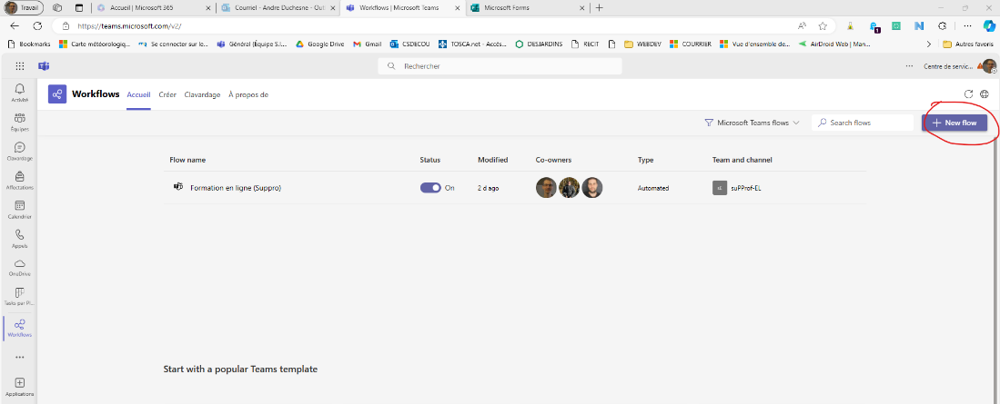 Travail
Accueil | Microsoft 365
Courriel - Andre Duchesne - Outl
Workflows | Microsoft Teams
Microsoft Forms
https://teams.microsoft.com/v2/
Bookmarks
Carte météorologiq...
Se connecter sur le...
Général (Équipe S.I....
Google Drive
Gmail
CSDECOU
TOSCA.net - Accès...
DESJARDINS
RECIT
WEBDEV
COURRIER
Vue d'ensemble de...
AirDroid Web | Man...
Autres favoris
Rechercher
Centre de servic...
Activité
Équipes
Clavardage
Affectations
Calendrier
Appels
OneDrive
Tasks par Pl...
Workflows
Applications
Workflows
Accueil
Créer
Clavardage
À propos de
Microsoft Teams flows
Search flows
New flow
Flow name
Status
Modified
Co-owners
Type
Team and channel
Formation en ligne (Suppro)
On
2 d ago
Automated
suPProf-EL
Start with a popular Teams template